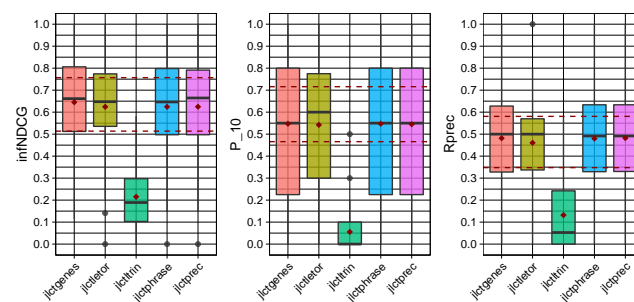 infNDCG
1.0
0.9
0.8
0.7
0.6
0.5
0.4
0.3
0.2
0.1
0.0
jlctgenes
jlctletor
jlctltrin
jlctphrase
jlctprec
P_10
1.0
0.9
0.8
0.7
0.6
0.5
0.4
0.3
0.2
0.1
0.0
jlctgenes
jlctletor
jlctltrin
jlctphrase
jlctprec
Rprec
1.0
0.9
0.8
0.7
0.6
0.5
0.4
0.3
0.2
0.1
0.0
jlctgenes
jlctletor
jlctltrin
jlctphrase
jlctprec